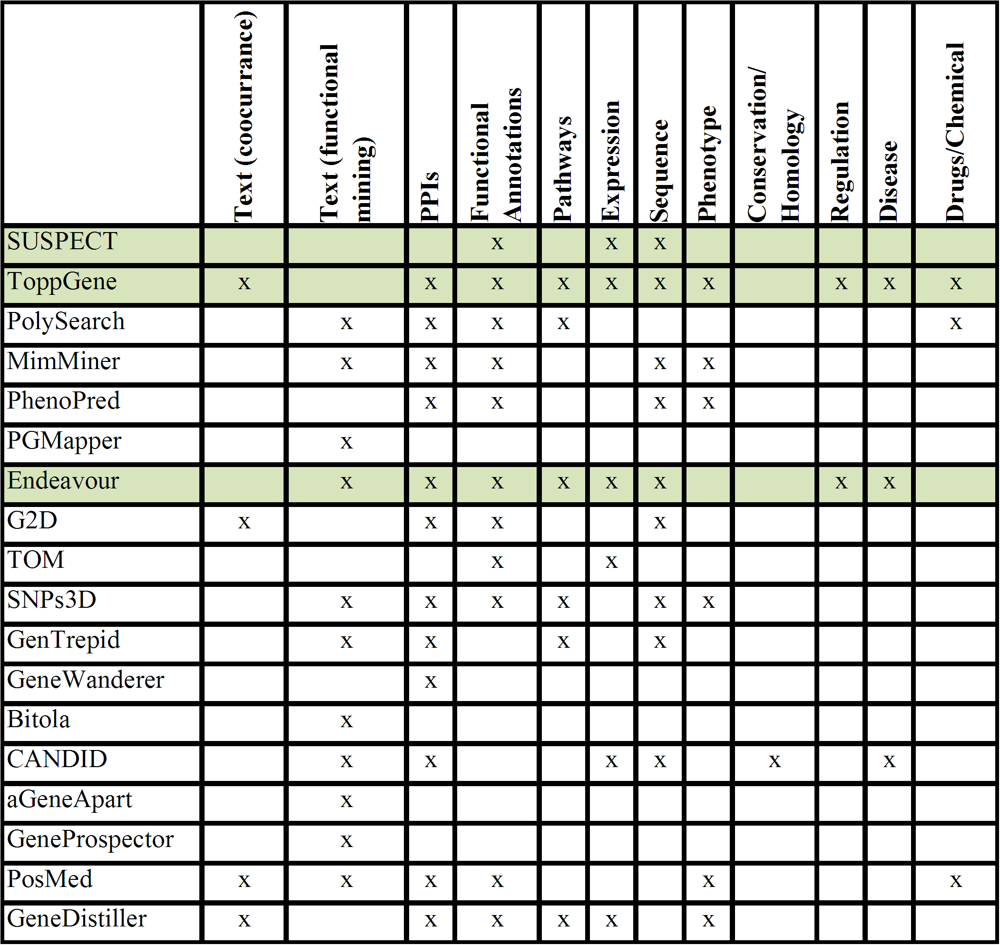 Text (coocurrance)
Text (functional
mining)
PPIs
Functional
Annotations
Pathways
Expression
Sequence
Phenotype
Conservation/
Homology
Regulation
Disease
Drugs/Chemical
SUSPECT x x x
ToppGene x x x x x x x x x x
PolySearch x x x x x
MimMiner x x x x x
PhenoPred x x x x
PGMapper x
Endeavour x x x x x x x x
G2D x x x x
TOM x x
SNPs3D x x x x x x
GenTrepid x x x x
GeneWanderer x
Bitola x
CANDID x x x x x x
aGeneApart x
GeneProspector x
PosMed x x x x x x
GeneDistiller x x x x x x